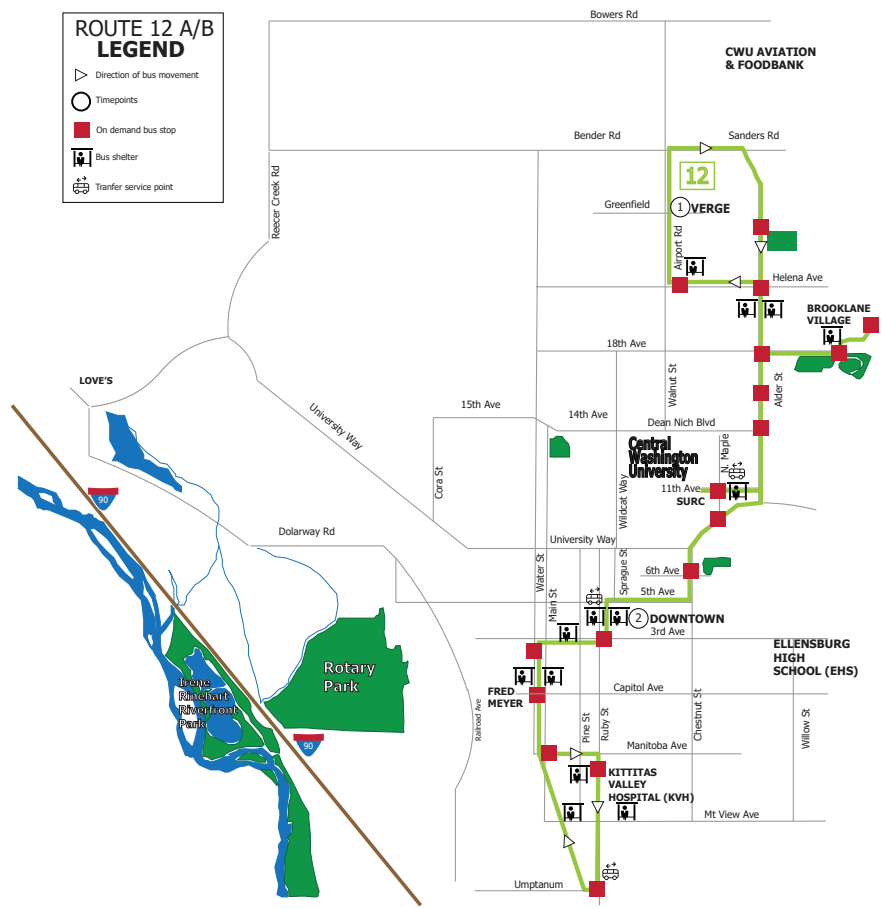 ROUTE 12 A/B
LEGEND
Direction of bus movement
Timepoints
On demand bus stop
Bus shelter
Tranfer service point
Bowers Rd
CWU AVIATION
& FOODBANK
Bender Rd
Sanders Rd
Reecer Creek Rd
12
Greenfield
1
VERGE
Airport Rd
Helena Ave
BROOKLANE
VILLAGE
18th Ave
LOVE'S
University Way
Walnut St
Alder St
15th Ave
14th Ave
Dean Nich Blvd
Central
Washington
University
N. Maple
Cora St
Wildcat Way
11th Ave
SURC
90
Dolarway Rd
University Way
Water St
Sprague St
6th Ave
5th Ave
Main St
2
DOWNTOWN
3rd Ave
ELLENSBURG
HIGH
SCHOOL (EHS)
Rotary
Park
Irene
Rinehart
Riverfront
Park
FRED
MEYER
Capitol Ave
Railroad Ave
Pine St
Ruby St
Chestnut St
Willow St
90
Manitoba Ave
KITTITAS
VALLEY
HOSPITAL (KVH)
Mt View Ave
Umptanum